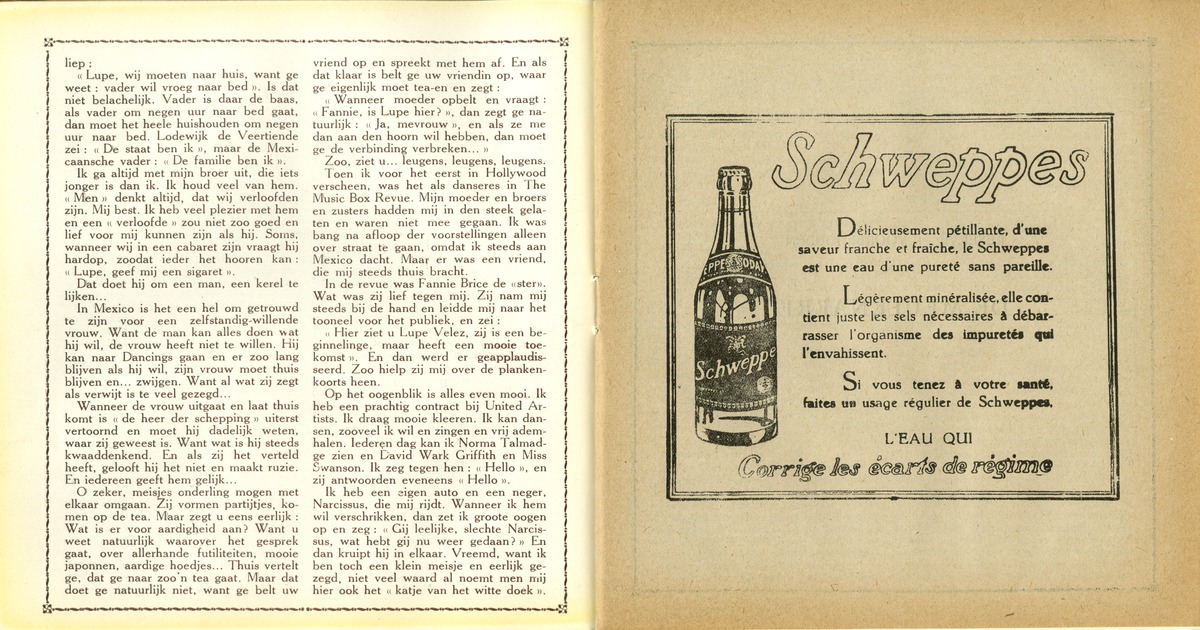 liep :
« Lupe, wij moeten naar huis, want ge
weet : vader wil vroeg naar bed ». Is dat
niet belachelijk. Vader is daar de baas,
als vader om negen uur naar bed gaat,
dan moet het heele huishouden om negen
uur naar bed. Lodewijk de Veertiende
zei : « De staat ben ik », maar de Mexi-
caansche vader : « De familie ben ik ».
Ik ga altijd met mijn broer uit, die iets
jonger is dan ik. Ik houd veel van hem.
« Men » denkt altijd, dat wij verloofden
zijn. Mij best. Ik heb veel plezier met hem
en een « verloofde » zou niet zoo goed en
lief voor mij kunnen zijn als hij. Soms,
wanneer wij in een cabaret zijn vraagt hij
hardop, zoodat ieder het hooren kan :
« Lupe, geef mij een sigaret ».
Dat doet hij om een man, een kerel te
lijken...
In Mexico is het een hel om getrouwd
te zijn voor een zelfstandig-willende
vrouw. Want de man kan alles doen wat
hij wil, de vrouw heeft niet te willen. Hij
kan naar Dancings gaan en er zoo lang
blijven als hij wil, zijn vrouw moet thuis
blijven en... zwijgen. Want al wat zij zegt
als verwijt is te veel gezegd...
Wanneer de vrouw uitgaat en laat thuis
komt is « de heer der schepping » uiterst
vertoornd en moet hij dadelijk weten,
waar zij geweest is. Want wat is hij steeds
kwaaddenkend. En als zij het verteld
heeft, gelooft hij het niet en maakt ruzie.
En iedereen geeft hem gelijk...
O zeker, meisjes onderling mogen met
elkaar omgaan. Zij vormen partijtjes, ko-
men op de tea. Maar zegt u eens eerlijk :
Wat is er voor aardigheid aan? Want u
weet natuurlijk waarover het gesprek
gaat, over allerhande futiliteiten, mooie
japonnen, aardige hoedjes... Thuis vertelt
ge, dat ge naar zoo'n tea gaat. Maar dat
doet ge natuurlijk niet, want ge belt uw
vriend op en spreekt met hem af. En als
dat klaar is belt ge uw vriendin op, waar
ge eigenlijk moet tea-en en zegt :
« Wanneer moeder opbelt en vraagt :
« Fannie, is Lupe hier? », dan zegt ge na-
tuurlijk : « Ja, mevrouw », en als ze me
dan aan den hoorn wil hebben, dan moet
ge de verbinding verbreken... »
Zoo, ziet u... leugens, leugens, leugens.
Toen ik voor het eerst in Hollywood
verscheen, was het als danseres in The
Music Box Revue. Mijn moeder en broers
en zusters hadden mij in den steek gela-
ten en waren niet mee gegaan. Ik was
bang na afloop der voorstellingen alleen
over straat te gaan, omdat ik steeds aan
Mexico dacht. Maar er was een vriend,
die mij steeds thuis bracht.
In de revue was Fannie Brice de «ster».
Wat was zij lief tegen mij. Zij nam mij
steeds bij de hand en leidde mij naar het
tooneel voor het publiek, en zei :
« Hier ziet u Lupe Velez, zij is een be-
ginnelinge, maar heeft een mooie toe-
komst ». En dan werd er geapplaudis-
seerd. Zoo hielp zij mij over de planken-
koorts heen.
Op het oogenblik is alles even mooi. Ik
heb een prachtig contract bij United Ar-
tists. Ik draag mooie kleeren. Ik kan dan-
sen, zooveel ik wil en zingen en vrij adem-
halen. Iederen dag kan ik Norma Talmad-
ge zien en David Wark Griffith en Miss
Swanson. Ik zeg tegen hen : « Hello », en
zij antwoorden eveneens « Hello ».
Ik heb een eigen auto en een neger,
Narcissus, die mij rijdt. Wanneer ik hem
wil verschrikken, dan zet ik groote oogen
op en zeg : « Gij leelijke, slechte Narcis-
sus, wat hebt gij nu weer gedaan? » En
dan kruipt hij in elkaar. Vreemd, want ik
ben toch een klein meisje en eerlijk ge-
zegd, niet veel waard al noemt men mij
hier ook het « katje van het witte doek ».
Schweppes
Délicieusement pétillante, d'une
saveur franche et fraîche, le Schweppes
est une eau d'une pureté sans pareille.
Légèrement minéralisée, elle con-
tient juste les sels nécessaires à débar-
rasser l'organisme des impuretés qui
l'envahissent.
Si vous tenez à votre santé,
faites un usage régulier de Schweppes,
L'EAU QUI
Corrige les écarts de régime
PPES SODA
Schweppe